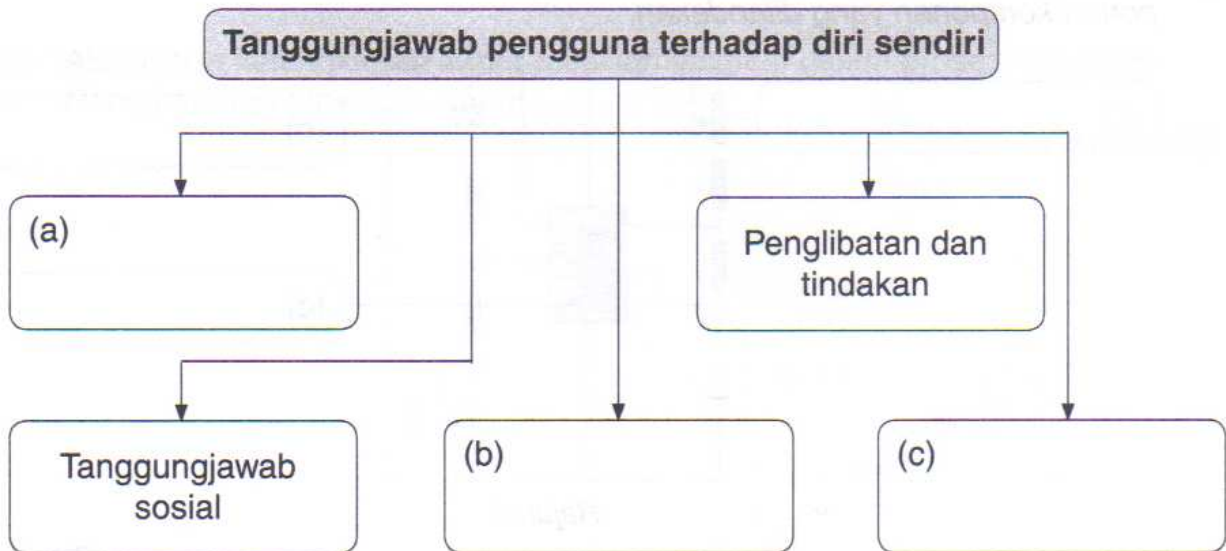 Tanggungjawab pengguna terhadap diri sendiri
(a)
Penglibatan dan
tindakan
Tanggungjawab
sosial
(b)
(c)